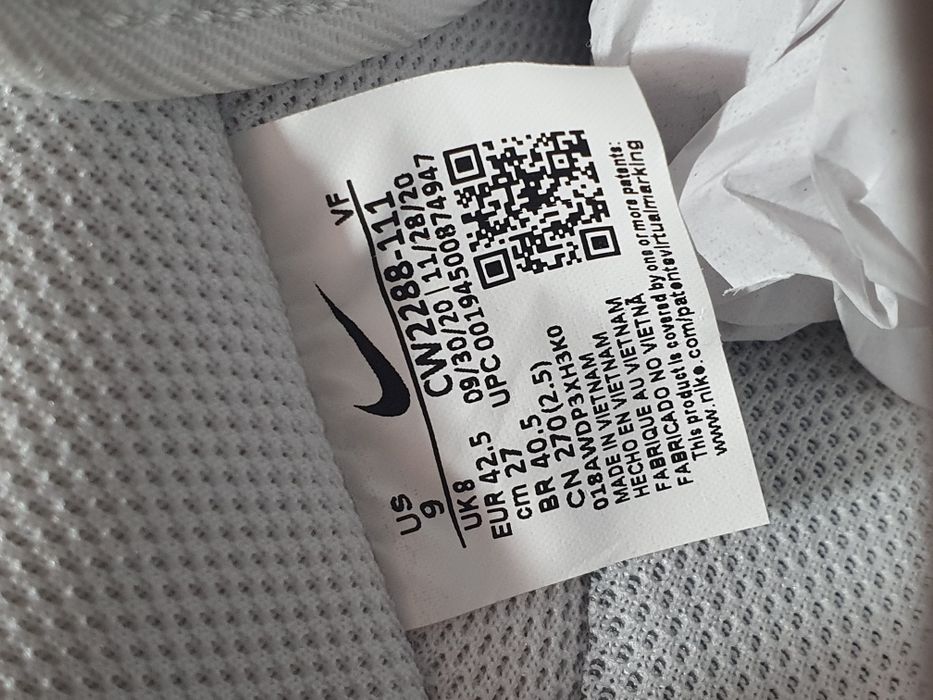 VF
US
9
CW2288-111
UK 8
09/30/20 | 11/28/20
EUR 42.5
UPC 00194500874947
cm 27
BR 40.5
CN 270(2.5)
018AWDP3XH3K0
MADE IN VIETNAM
HECHO EN VIETNAM
FABRIQUE AU VIETNAM
FABRICADO NO VIETNÃ
This product is covered by one or more patents:
www.nike.com/patentsvirtualmarking